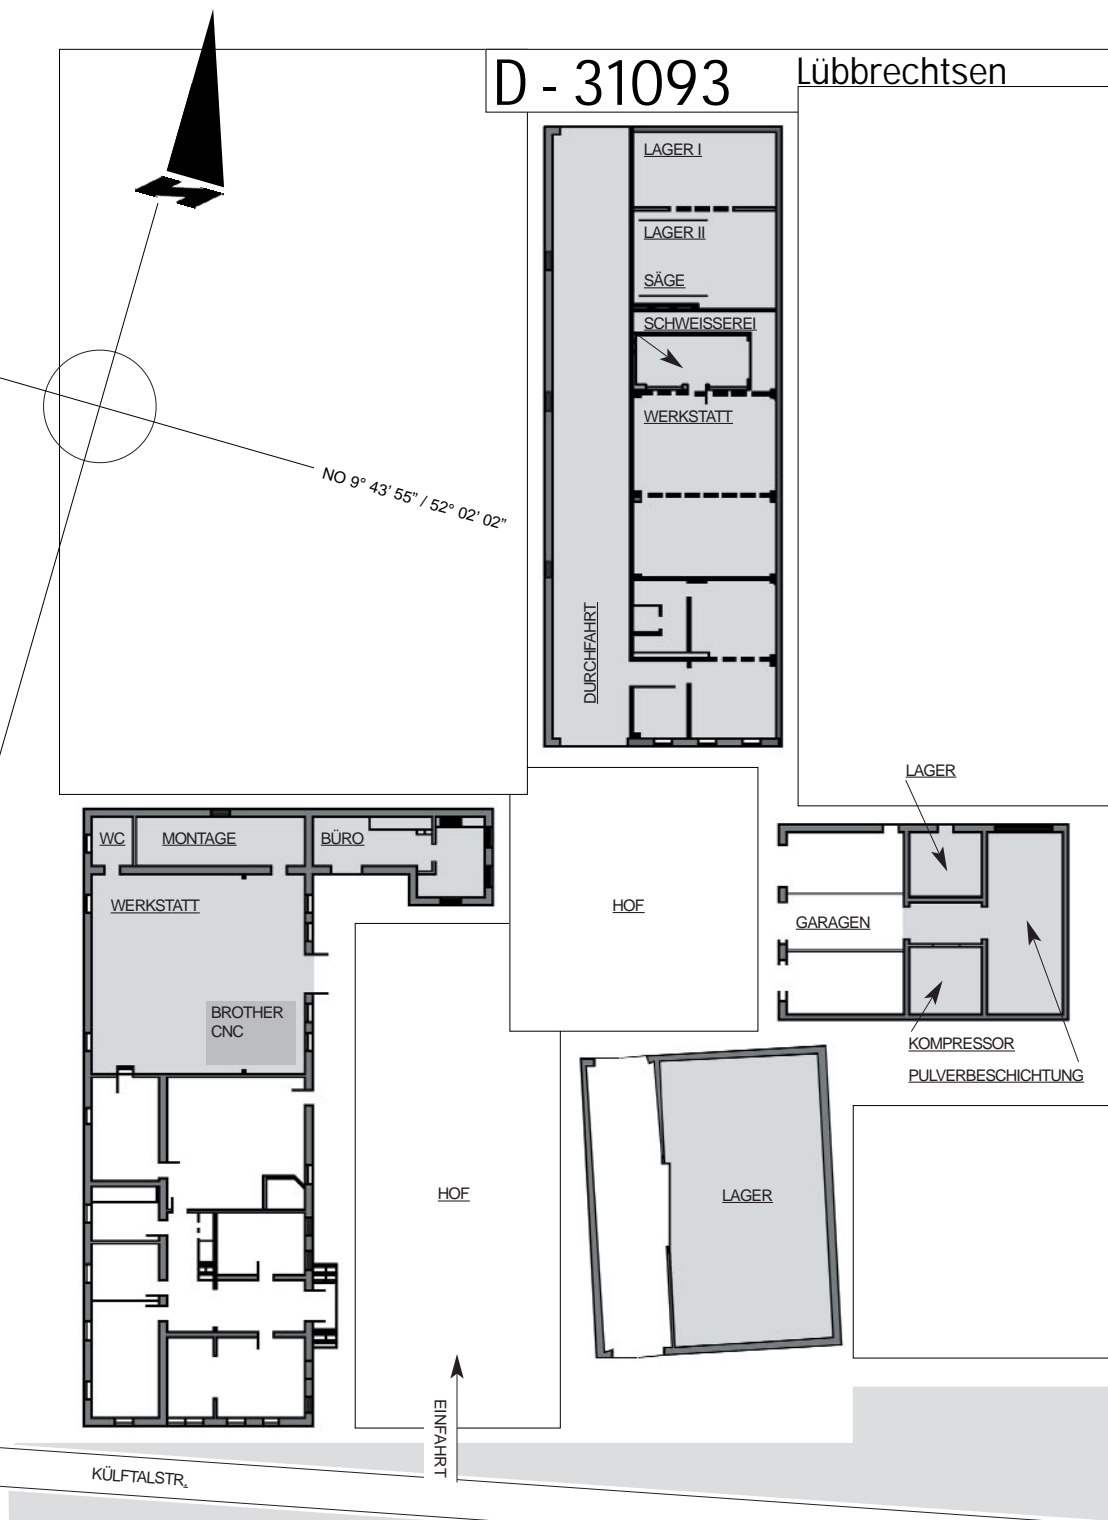 D - 31093
Lübbrechtsen
N
LAGER I
LAGER II
SÄGE
SCHWEISSEREI
WERKSTATT
NO 9° 43' 55” / 52° 02' 02”
DURCHFAHRT
LAGER
WC
MONTAGE
BÜRO
WERKSTATT
HOF
GARAGEN
BROTHER
CNC
KOMPRESSOR
PULVERBESCHICHTUNG
HOF
LAGER
EINFAHRT
KÜLFTALSTR.